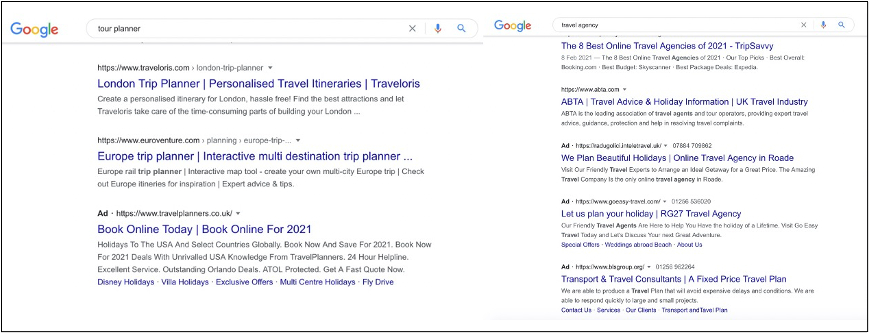 Google
tour planner
https://www.traveloris.com › london-trip-planner
London Trip Planner | Personalised Travel Itineraries | Traveloris
Create a personalised itinerary for London, hassle free! Find the best attractions and let
Traveloris take care of the time-consuming parts of building your London ...
https://www.euroventure.com › planning › europe-trip-...
Europe trip planner | Interactive multi destination trip planner ...
Europe rail trip planner | Interactive map tool - create your own multi-city Europe trip | Check
out Europe itineries for inspiration | Expert advice & tips.
Ad · https://www.travelplanners.co.uk/
Book Online Today | Book Online For 2021
Holidays To The USA And Select Countries Globally. Book Now And Save For 2021. Book Now
For 2021 Deals With Unrivalled USA Knowledge From TravelPlanners. 24 Hour Helpline.
Excellent Service. Outstanding Orlando Deals. ATOL Protected. Get A Fast Quote Now.
Disney Holidays · Villa Holidays · Exclusive Offers · Multi Centre Holidays · Fly Drive
Google
travel agency
The 8 Best Online Travel Agencies of 2021 - TripSavvy
8 Feb 2021 — The 8 Best Online Travel Agencies of 2021 · Our Top Picks · Best Overall:
Booking.com · Best Budget: Skyscanner · Best Package Deals: Expedia.
https://www.abta.com
ABTA | Travel Advice & Holiday Information | UK Travel Industry
ABTA is the leading association of travel agents and tour operators, providing expert travel
advice, guidance, protection and help in resolving travel complaints.
Ad · https://radugolici.inteletravel.uk/ 07884 709862
We Plan Beautiful Holidays | Online Travel Agency in Roade
Visit Our Friendly Travel Experts to Arrange an Ideal Getaway for a Great Price. The Amazing
Travel Company Is the only online travel agency in Roade.
Ad · https://www.goeasy-travel.com/ 01256 536020
Let us plan your holiday | RG27 Travel Agency
Our Friendly Travel Agents Are Here to Help You Have the holiday of a Lifetime. Visit Go Easy
Travel Today and Let's Discuss Your next Great Adventure.
Special Offers · Weddings abroad Beach · About Us
Ad · https://www.blsgroup.org/ 01255 952264
Transport & Travel Consultants | A Fixed Price Travel Plan
We are able to produce a Travel Plan that will avoid expensive delays and conditions. We are
able to respond quickly to large and small projects.
Contact Us · Services · Our Clients · Transport andTavel Plan